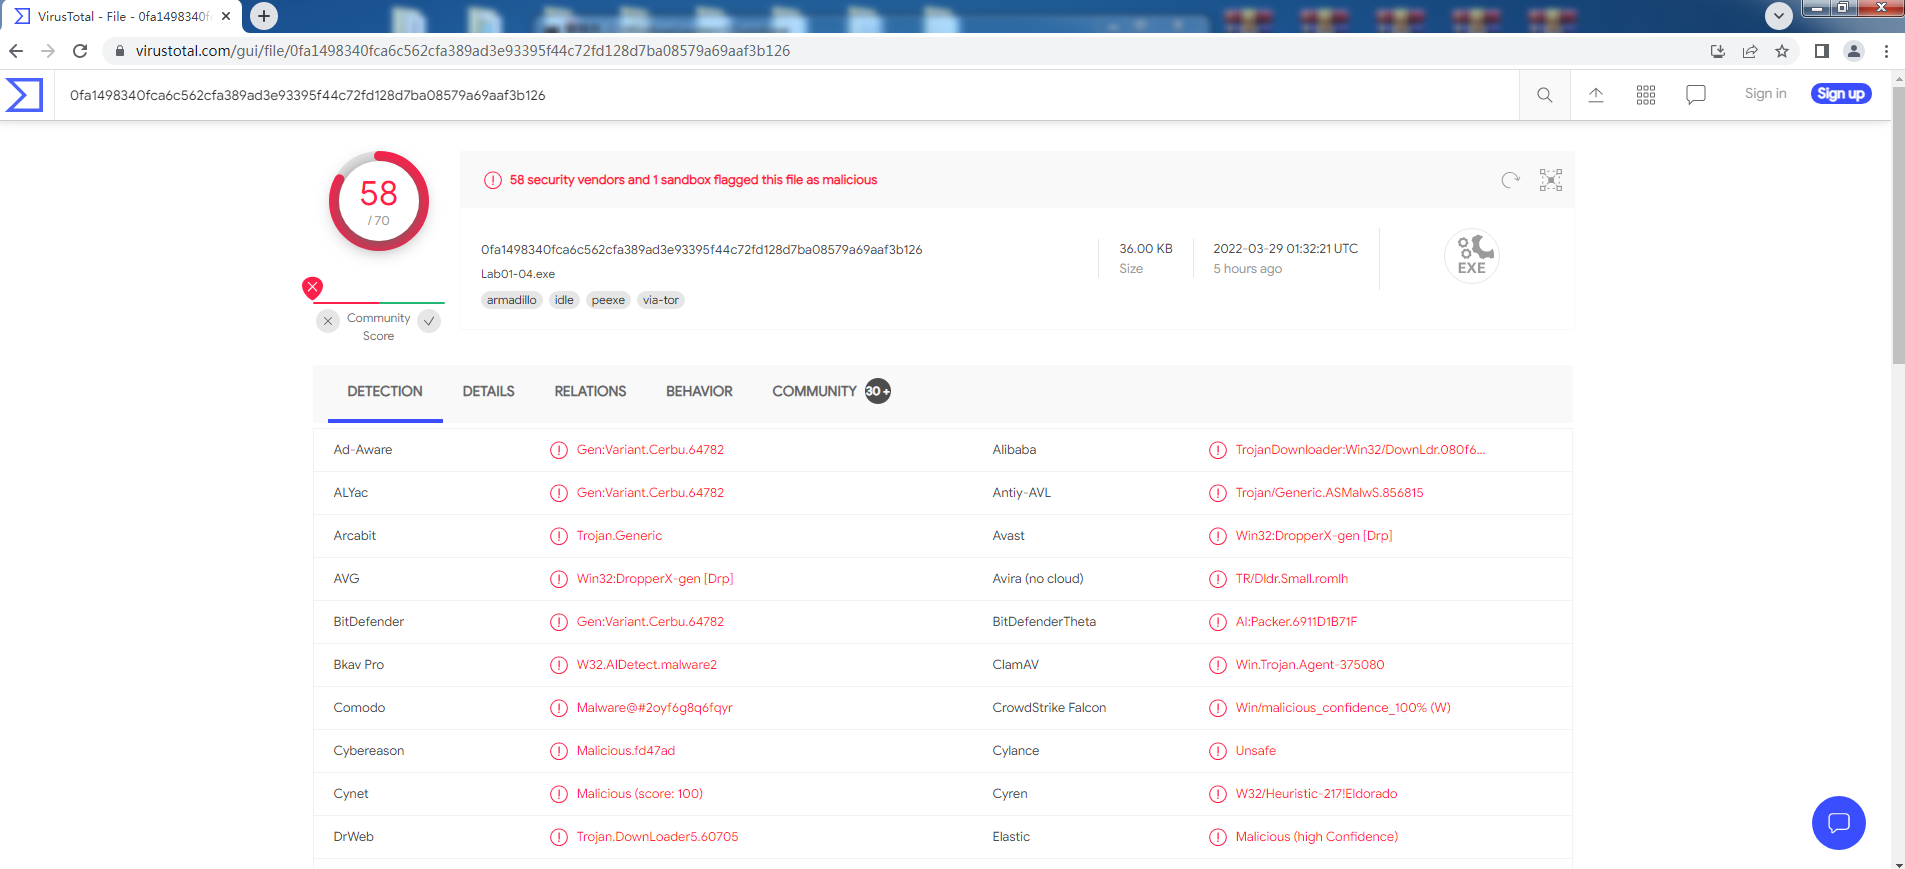 VirusTotal - File - 0fa1498340f
virustotal.com/gui/file/0fa1498340fca6c562cfa389ad3e93395f44c72fd128d7ba08579a69aaf3b126
0fa1498340fca6c562cfa389ad3e93395f44c72fd128d7ba08579a69aaf3b126
Sign in
Sign up
58
/ 70
58 security vendors and 1 sandbox flagged this file as malicious
0fa1498340fca6c562cfa389ad3e93395f44c72fd128d7ba08579a69aaf3b126
Lab01-04.exe
armadillo idle peexe via-tor
36.00 KB
Size
2022-03-29 01:32:21 UTC
5 hours ago
EXE
Community
Score
DETECTION DETAILS RELATIONS BEHAVIOR COMMUNITY 30 +
Ad-Aware Gen:Variant.Cerbu.64782 Alibaba TrojanDownloader:Win32/DownLdr.080f6...
ALYac Gen:Variant.Cerbu.64782 Antiy-AVL Trojan/Generic.ASMalwS.856815
Arcabit Trojan.Generic Avast Win32:DropperX-gen [Drp]
AVG Win32:DropperX-gen [Drp] Avira (no cloud) TR/Dldr.Small.romlh
BitDefender Gen:Variant.Cerbu.64782 BitDefenderTheta AI:Packer.6911D1B71F
Bkav Pro W32.AIDetect.malware2 ClamAV Win.Trojan.Agent-375080
Comodo Malware@#2oyf6g8q6fqyr CrowdStrike Falcon Win/malicious_confidence_100% (W)
Cybereason Malicious.fd47ad Cylance Unsafe
Cynet Malicious (score: 100) Cyren W32/Heuristic-217!Eldorado
DrWeb Trojan.DownLoader5.60705 Elastic Malicious (high Confidence)